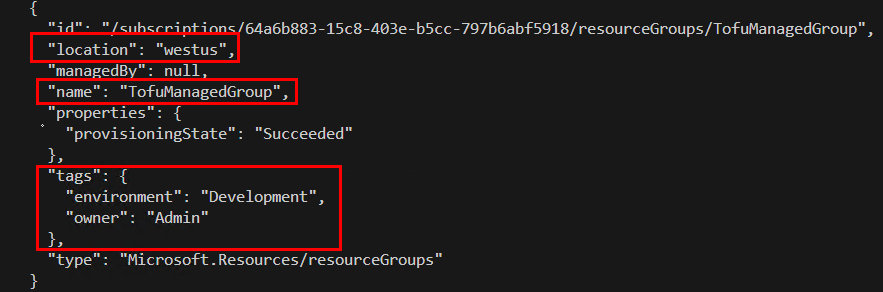 {
"id": "/subscriptions/64a6b883-15c8-403e-b5cc-797b6abf5918/resourceGroups/TofuManagedGroup",
"location": "westus",
"managedBy": null,
"name": "TofuManagedGroup",
"properties": {
"provisioningState": "Succeeded"
},
"tags": {
"environment": "Development",
"owner": "Admin"
},
"type": "Microsoft.Resources/resourceGroups"
}